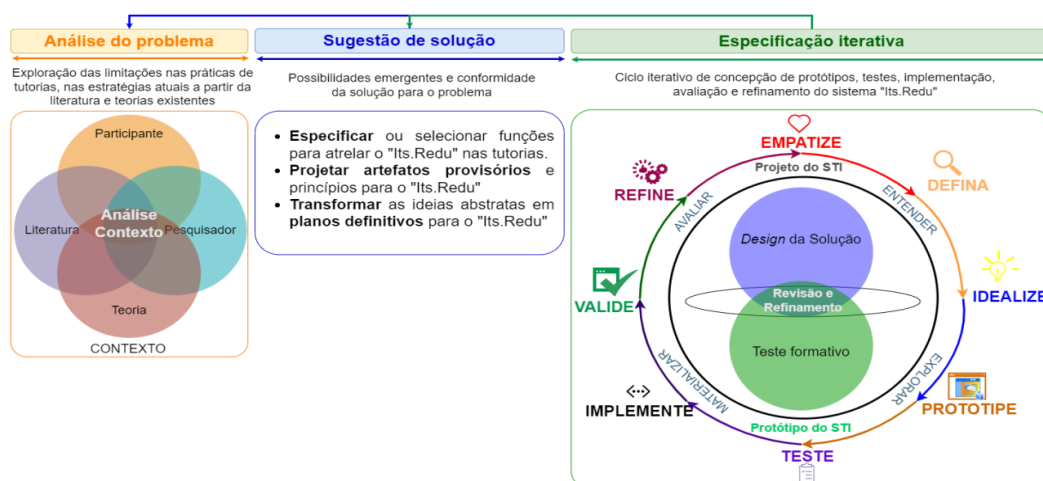 Análise do problema
Exploração das limitações nas práticas de
tutorias, nas estratégias atuais a partir da
literatura e teorias existentes
Participante
Literatura
Análise
Contexto
Pesquisador
Teoria
CONTEXTO
Sugestão de solução
Possibilidades emergentes e conformidade
da solução para o problema
• Especificar ou selecionar funções
para atrelar o "Its.Redu" nas tutorias.
• Projetar artefatos provisórios e
princípios para o "Its.Redu"
• Transformar as ideias abstratas em
planos definitivos para o "Its.Redu"
Especificação iterativa
Ciclo iterativo de concepção de protótipos, testes, implementação,
avaliação e refinamento do sistema "Its.Redu"
EMPATIZE
Projeto do STI
ENTENDER
DEFINA
IDEALIZE
EXPLORAR
PROTOTIPE
TESTE
Protótipo do STI
MATERIALIZAR
IMPLEMENTE
VALIDE
AVALIAR
REFINE
Design da Solução
Revisão e
Refinamento
Teste formativo